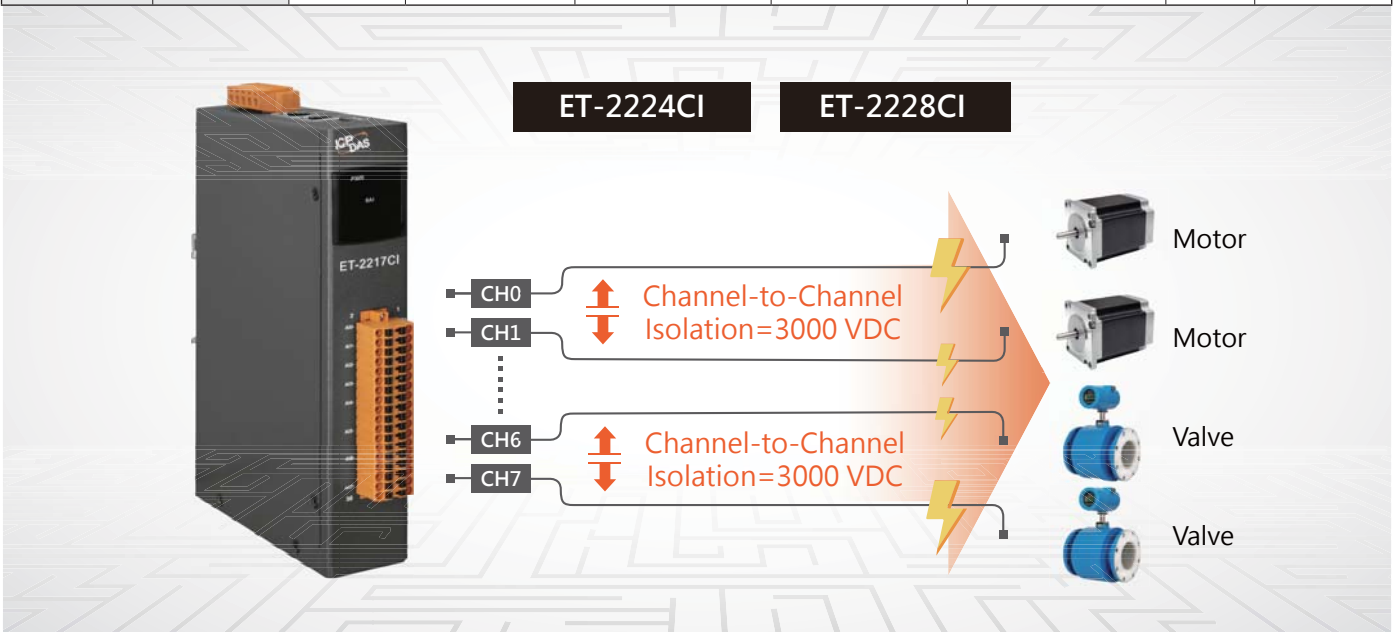 ET-2224CI
ET-2228CI
ICP
DAS
PWR
ET-2217CI
CH0
Channel-to-Channel
Isolation=3000 VDC
CH1
CH6
Channel-to-Channel
Isolation=3000 VDC
CH7
Motor
Motor
Valve
Valve